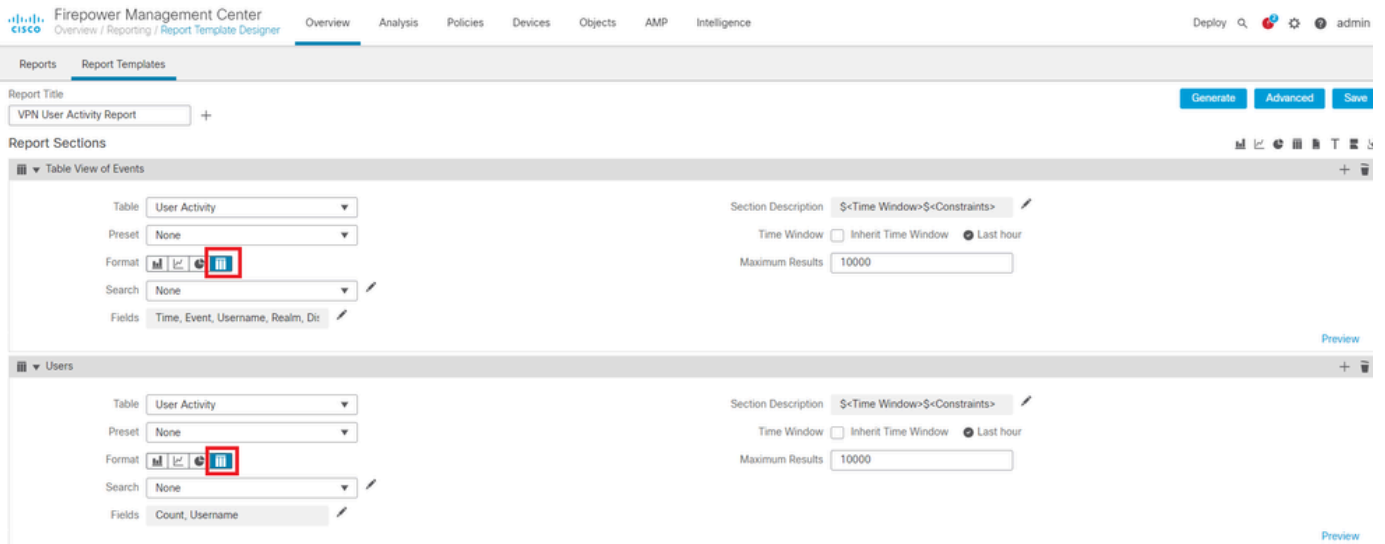 Firepower Management Center
CISCO Overview / Reporting / Report Template Designer
Overview Analysis Policies Devices Objects AMP Intelligence
Deploy 2 admin
Reports Report Templates
Report Title
VPN User Activity Report
Generate Advanced Save
Report Sections
Table View of Events
Table User Activity
Section Description $<Time Window>$<Constraints>
Preset None
Time Window Inherit Time Window Last hour
Format
Maximum Results 10000
Search None
Fields Time, Event, Username, Realm, Dis
Preview
Users
Table User Activity
Section Description $<Time Window>$<Constraints>
Preset None
Time Window Inherit Time Window Last hour
Format
Maximum Results 10000
Search None
Fields Count, Username
Preview